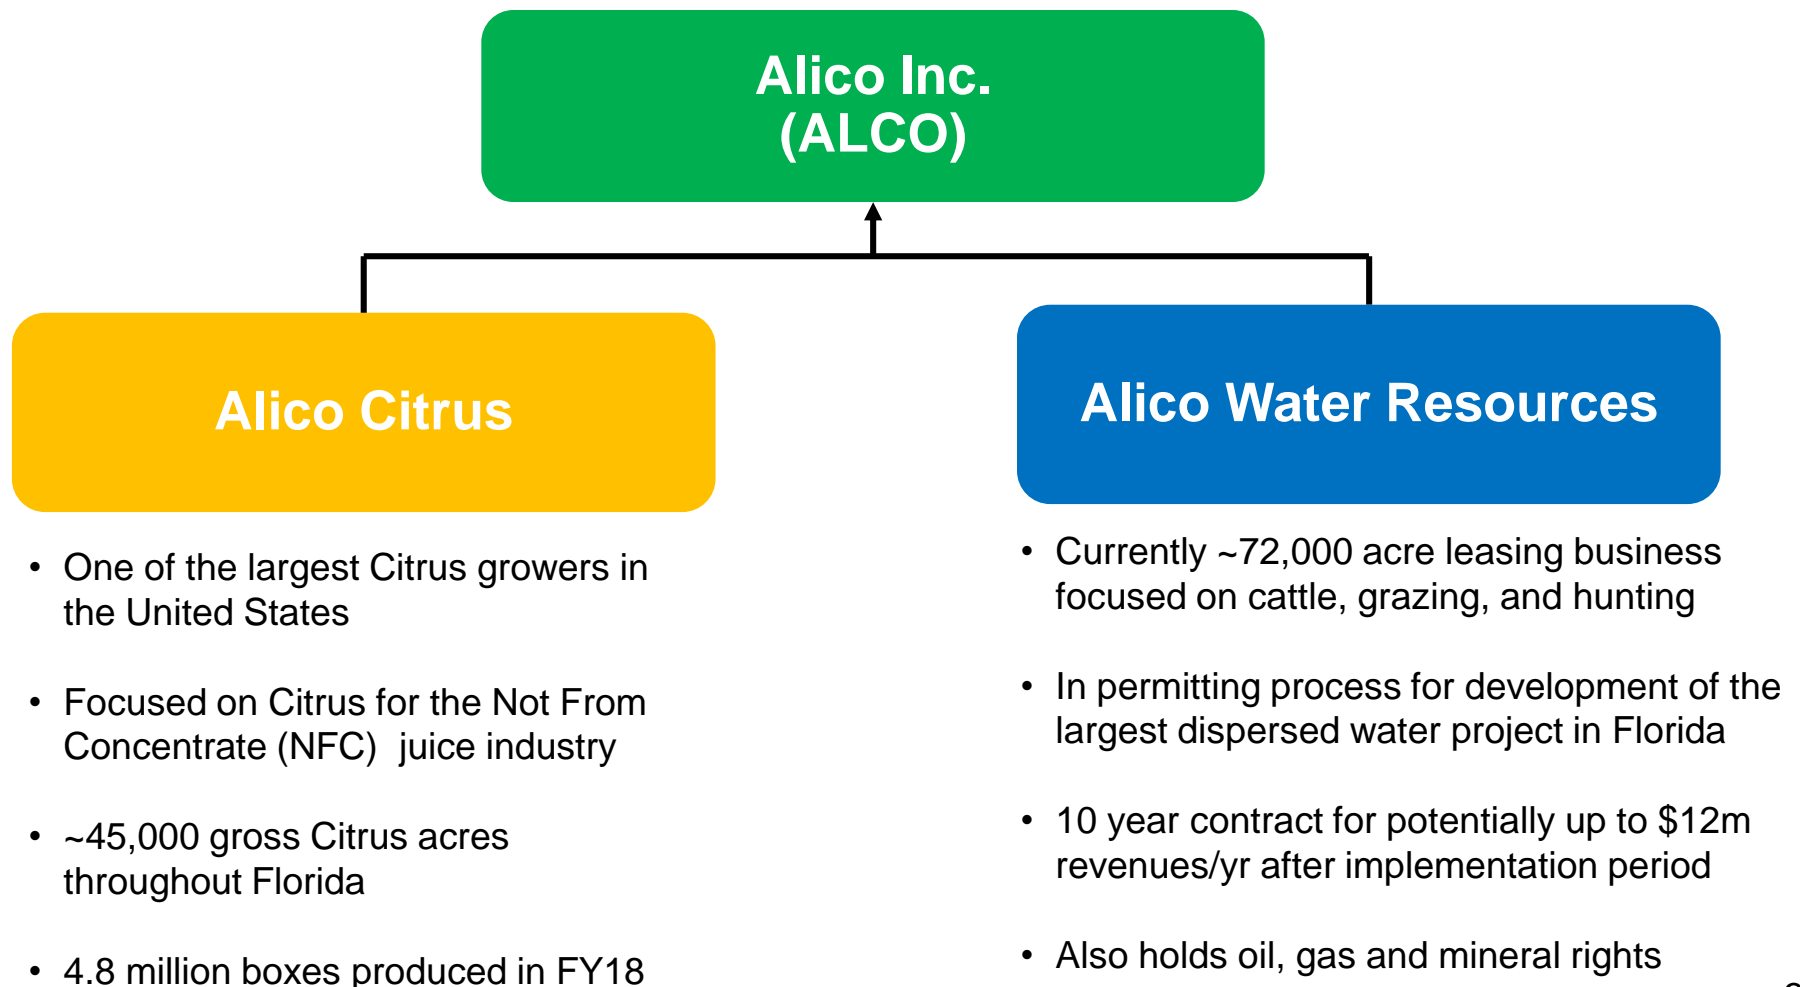 Alico Inc.
(ALCO)
Alico Citrus
• One of the largest Citrus growers in
the United States
• Focused on Citrus for the Not From
Concentrate (NFC)  juice industry
• ~45,000 gross Citrus acres
throughout Florida
• 4.8 million boxes produced in FY18
Alico Water Resources
• Currently ~72,000 acre leasing business
focused on cattle, grazing, and hunting
• In permitting process for development of the
largest dispersed water project in Florida
• 10 year contract for potentially up to $12m
revenues/yr after implementation period
• Also holds oil, gas and mineral rights